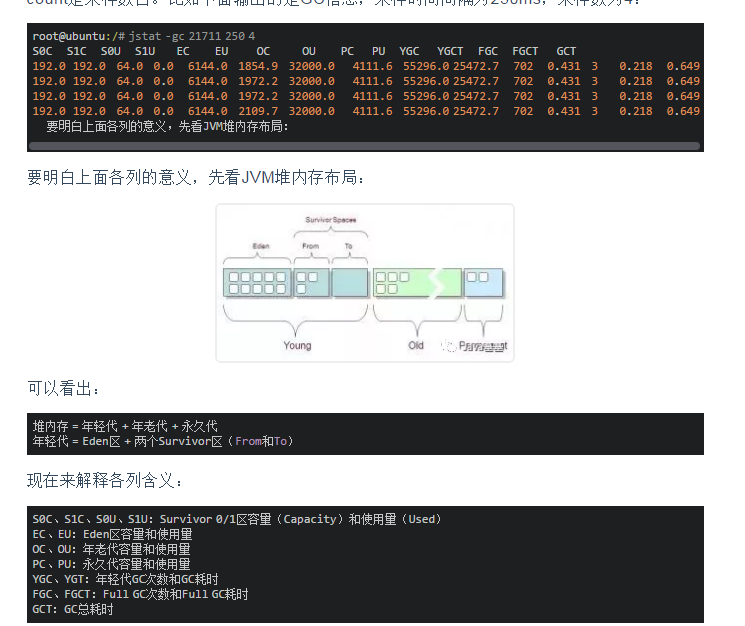 count是采样数目。比如下面输出的是GC信息，采样时间间隔为250ms，采样数为4：
root@ubuntu:/# jstat -gc 21711 250 4
S0C S1C S0U S1U EC EU OC OU PC PU YGC YGCT FGC FGCT GCT
192.0 192.0 64.0 0.0 6144.0 1854.9 32000.0 4111.6 55296.0 25472.7 702 0.431 3 0.218 0.649
192.0 192.0 64.0 0.0 6144.0 1972.2 32000.0 4111.6 55296.0 25472.7 702 0.431 3 0.218 0.649
192.0 192.0 64.0 0.0 6144.0 1972.2 32000.0 4111.6 55296.0 25472.7 702 0.431 3 0.218 0.649
192.0 192.0 64.0 0.0 6144.0 2109.7 32000.0 4111.6 55296.0 25472.7 702 0.431 3 0.218 0.649
要明白上面各列的意义，先看JVM堆内存布局：
要明白上面各列的意义，先看JVM堆内存布局：
Survivor Spaces
Eden From To
Young Old
可以看出：
堆内存 = 年轻代 + 年老代 + 永久代
年轻代 = Eden区 + 两个Survivor区（From和To）
现在来解释各列含义：
S0C、S1C、S0U、S1U：Survivor 0/1区容量（Capacity）和使用量（Used）
EC、EU：Eden区容量和使用量
OC、OU：年老代容量和使用量
PC、PU：永久代容量和使用量
YGC、YGT：年轻代GC次数和GC耗时
FGC、FGCT：Full GC次数和Full GC耗时
GCT：GC总耗时